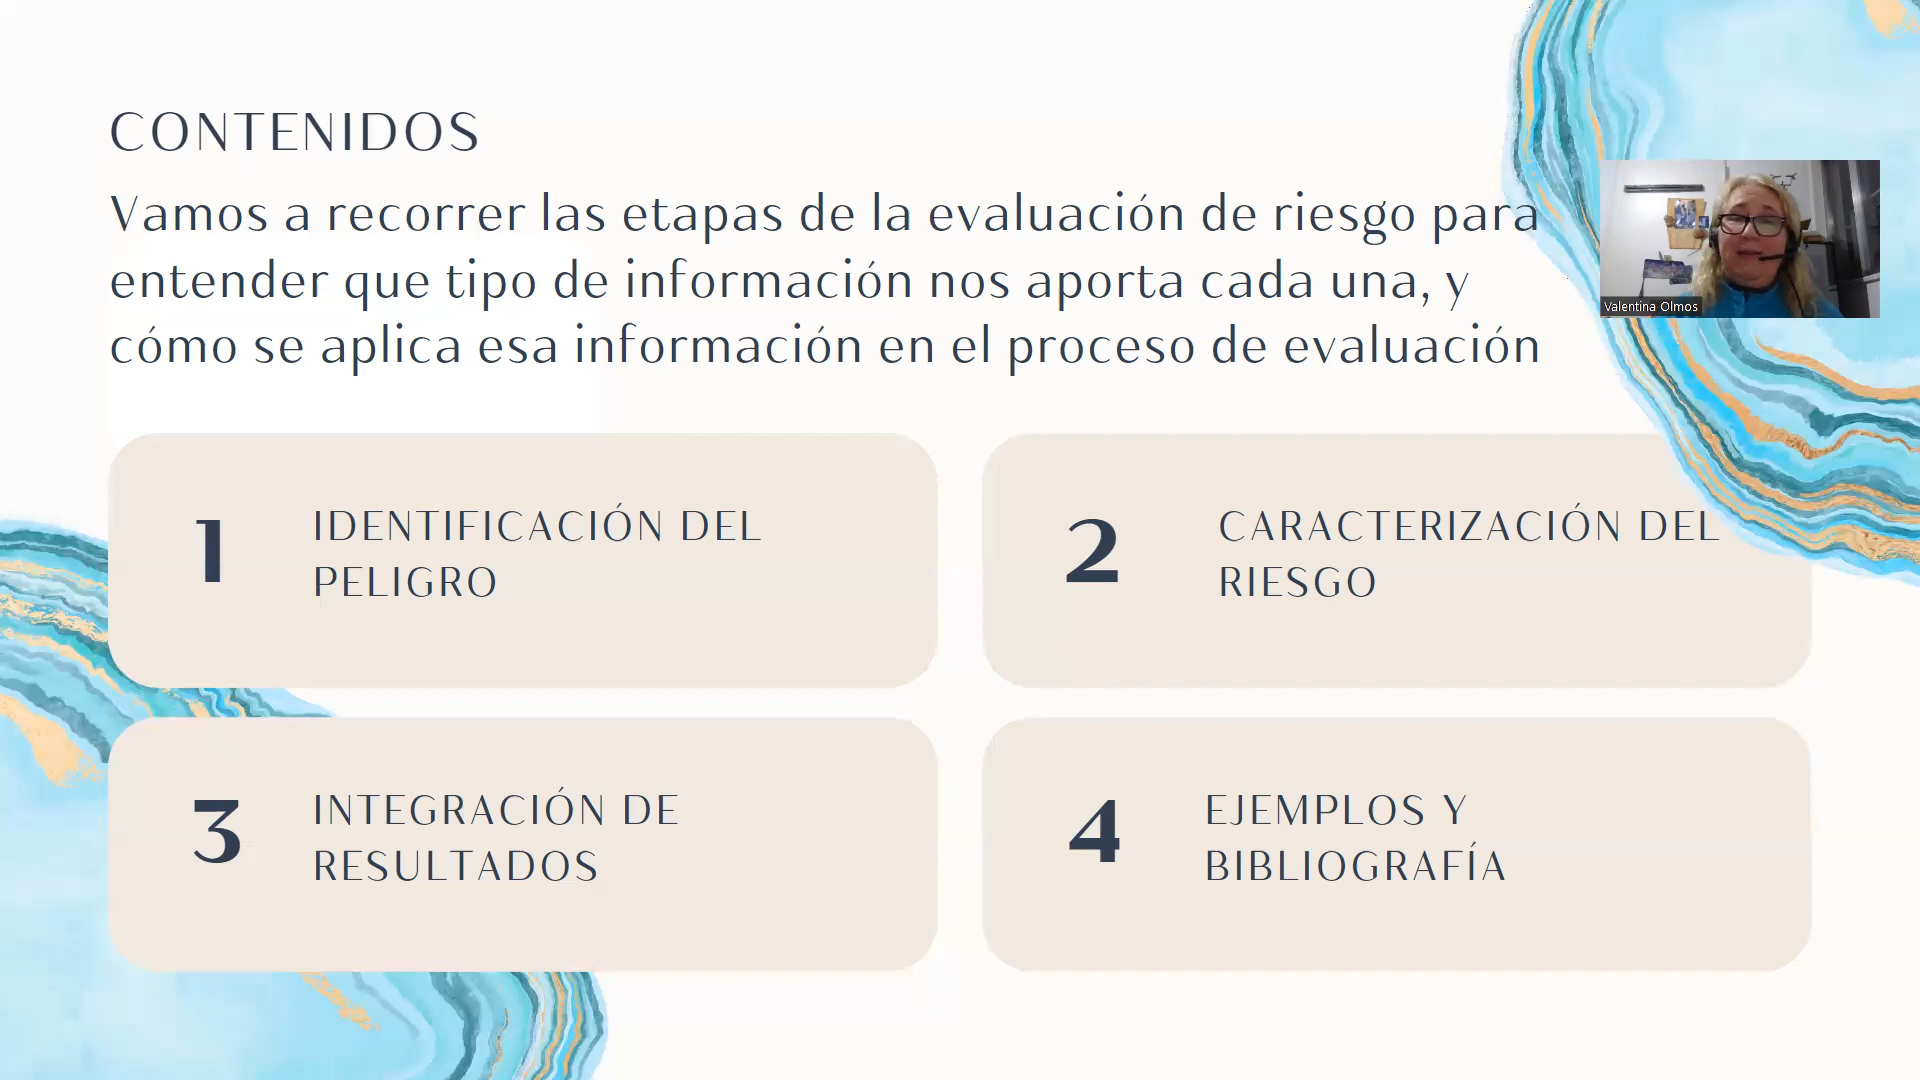 CONTENIDOS
Vamos a recorrer las etapas de la evaluación de riesgo para
entender que tipo de información nos aporta cada una, y
cómo se aplica esa información en el proceso de evaluación
Valentina Olmos
1
IDENTIFICACIÓN DEL
PELIGRO
2
CARACTERIZACIÓN DEL
RIESGO
3
INTEGRACIÓN DE
RESULTADOS
4
EJEMPLOS Y
BIBLIOGRAFÍA